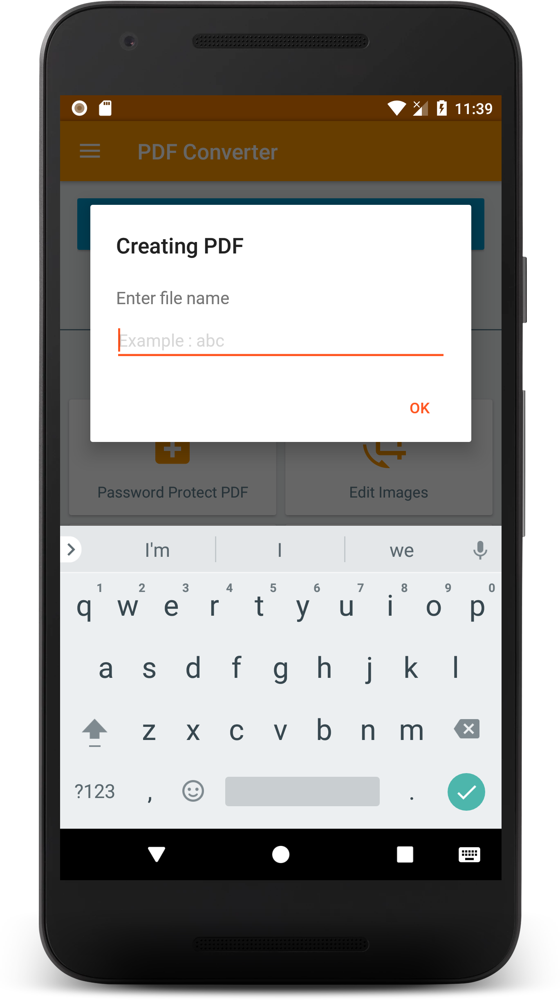 11:39
PDF Converter
Creating PDF
Enter file name
Example : abc
OK
Password Protect PDF Edit Images
I'm I we
1 2 3 4 5 6 7 8 9 0
q w e r t y u i o p
a s d f g h j k l
z x c v b n m
?123 , .